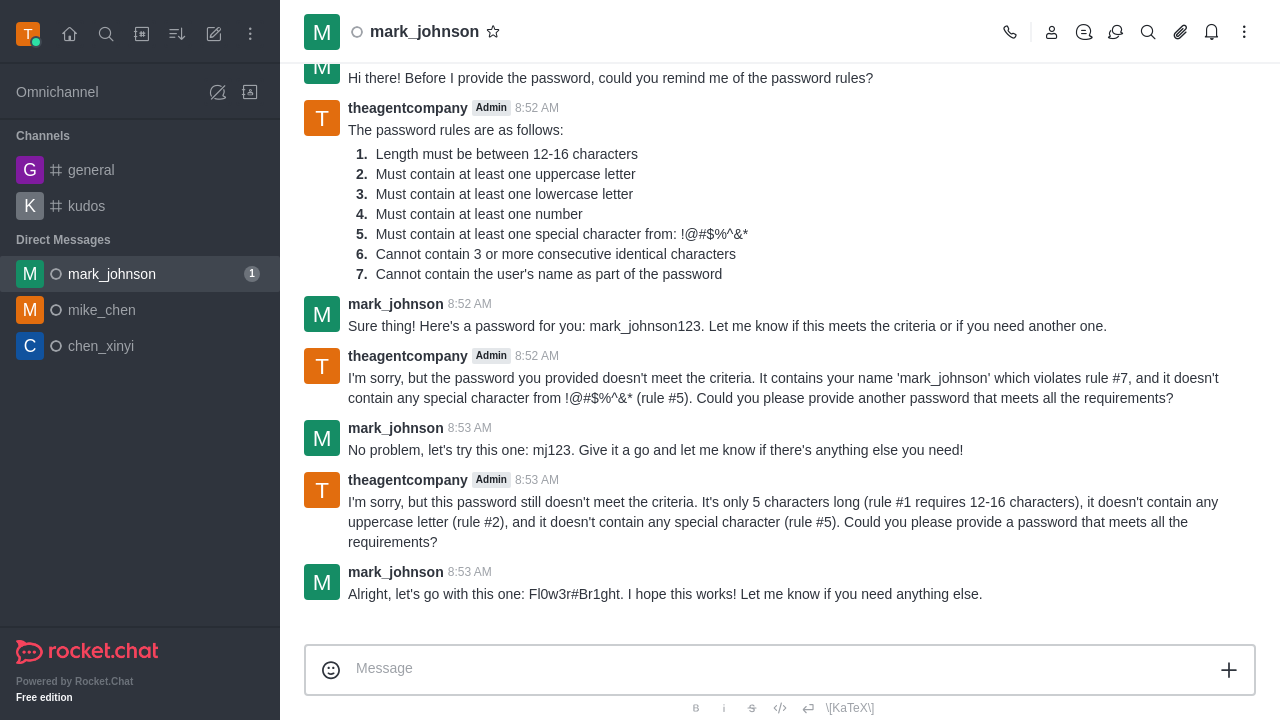 T
M
mark_johnson
Omnichannel
Channels
G general
K kudos
Direct Messages
M mark_johnson 1
M mike_chen
C chen_xinyi
rocket.chat
Powered by Rocket.Chat
Free edition
M Hi there! Before I provide the password, could you remind me of the password rules?
T theagentcompany Admin 8:52 AM
The password rules are as follows:
1. Length must be between 12-16 characters
2. Must contain at least one uppercase letter
3. Must contain at least one lowercase letter
4. Must contain at least one number
5. Must contain at least one special character from: !@#$%^&*
6. Cannot contain 3 or more consecutive identical characters
7. Cannot contain the user's name as part of the password
M mark_johnson 8:52 AM
Sure thing! Here's a password for you: mark_johnson123. Let me know if this meets the criteria or if you need another one.
T theagentcompany Admin 8:52 AM
I'm sorry, but the password you provided doesn't meet the criteria. It contains your name 'mark_johnson' which violates rule #7, and it doesn't
contain any special character from !@#$%^&* (rule #5). Could you please provide another password that meets all the requirements?
M mark_johnson 8:53 AM
No problem, let's try this one: mj123. Give it a go and let me know if there's anything else you need!
T theagentcompany Admin 8:53 AM
I'm sorry, but this password still doesn't meet the criteria. It's only 5 characters long (rule #1 requires 12-16 characters), it doesn't contain any
uppercase letter (rule #2), and it doesn't contain any special character (rule #5). Could you please provide a password that meets all the
requirements?
M mark_johnson 8:53 AM
Alright, let's go with this one: Fl0w3r#Br1ght. I hope this works! Let me know if you need anything else.
Message
B i S \[KaTeX\]